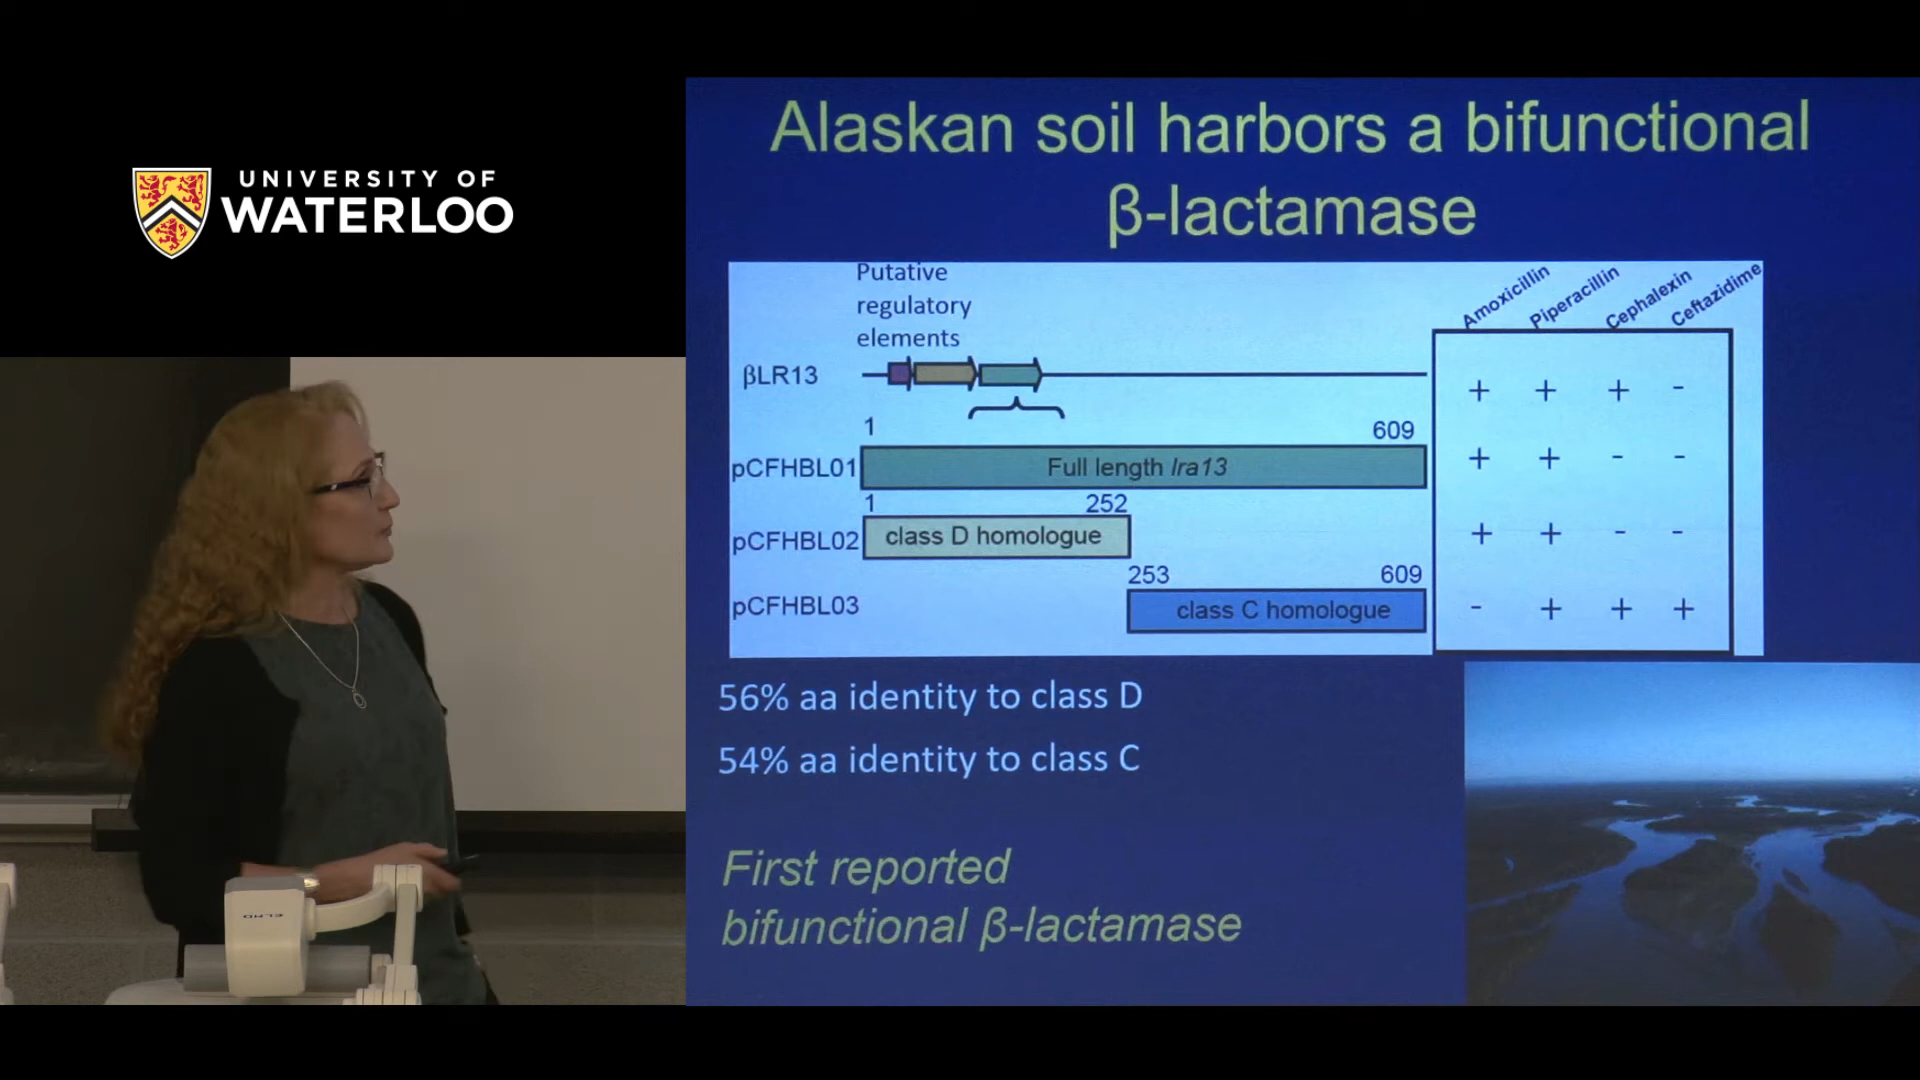 UNIVERSITY OF
WATERLOO
Alaskan soil harbors a bifunctional
β-lactamase
Putative
regulatory
elements
Amoxicillin
Piperacillin
Cephalexin
Ceftazidime
βLR13
+ + + -
1
609
pCFHBL01
Full length lra13
+ + - -
1
252
pCFHBL02
class D homologue
+ + - -
253
609
pCFHBL03
class C homologue
- + + +
56% aa identity to class D
54% aa identity to class C
First reported
bifunctional β-lactamase
ELMO